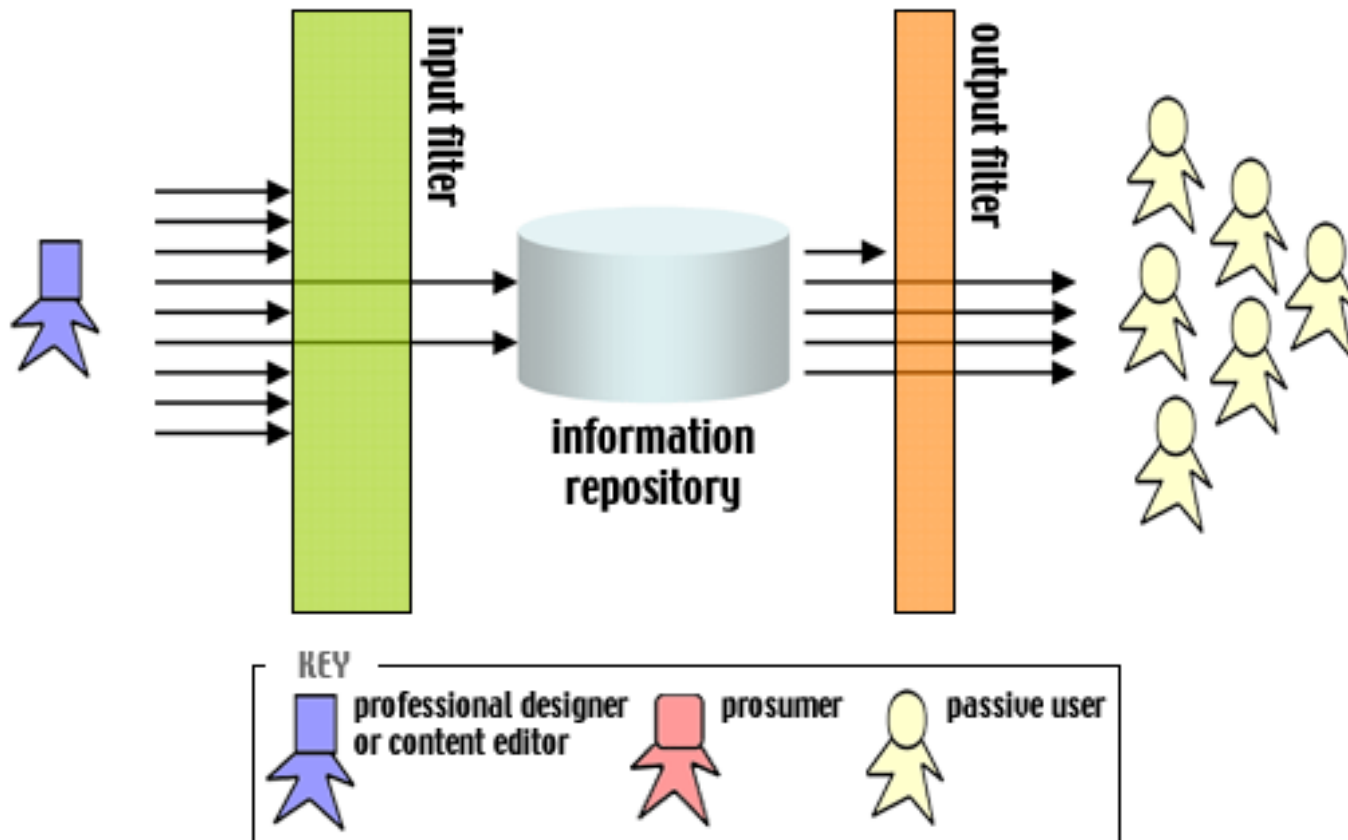 input filter
output filter
information
repository
KEY
professional designer
or content editor
prosumer
passive user